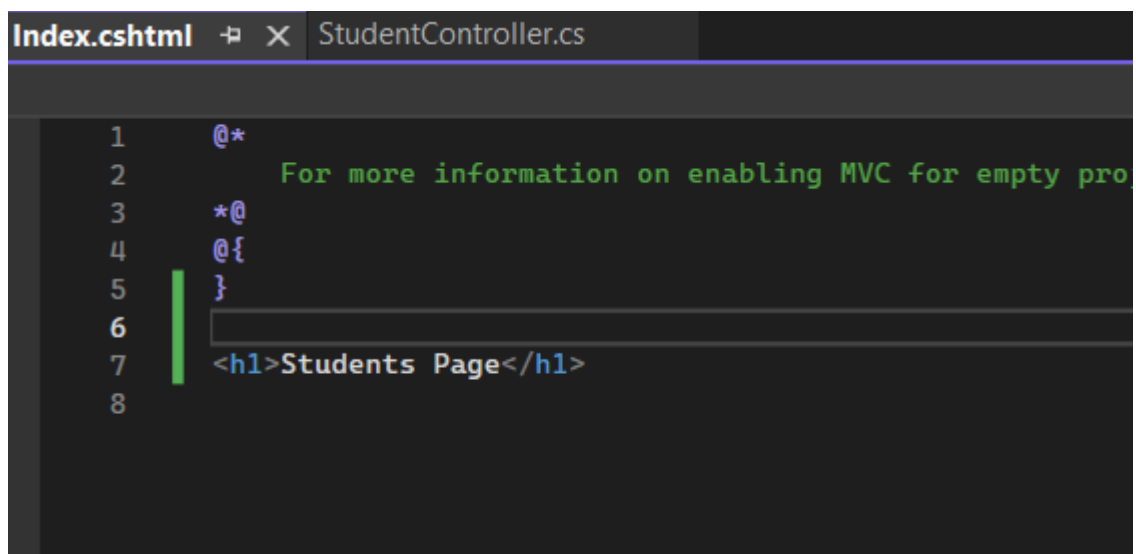 Index.cshtml StudentController.cs
1 @*
2 For more information on enabling MVC for empty
3 *@
4 @{
5 }
6
7 <h1>Students Page</h1>
8